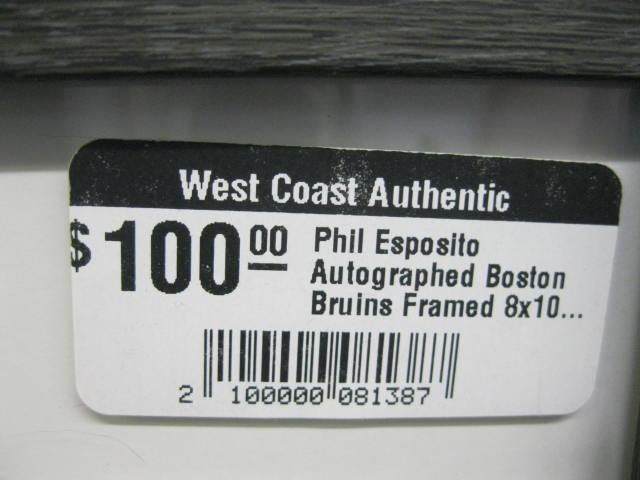 West Coast Authentic
$100 00
Phil Esposito
Autographed Boston
Bruins Framed 8x10...
2 100000 081387